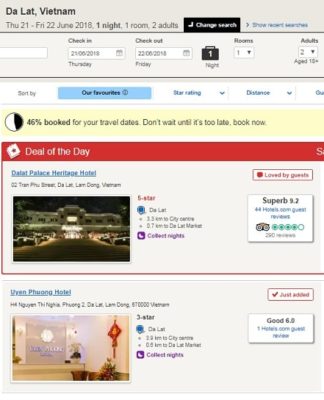 Da Lat, Vietnam
Thu 21 - Fri 22 June 2018, 1 night, 1 room, 2 adults
Change search
Show recent searches
Check in
Check out
Rooms
Adults
21/06/2018
22/06/2018
1
1
2
Thursday
Friday
Night
Aged 18+
Sort by
Our favourites
Star rating
Distance
Gu
46% booked for your travel dates. Don't wait until it's too late, book now.
Deal of the Day
Sa
Dalat Palace Heritage Hotel
Loved by guests
02 Tran Phu Street, Da Lat, Lam Dong, Vietnam
5-star
Da Lat
3.3 km to City centre
0.7 km to Da Lat Market
Collect nights
Superb 9.2
44 Hotels.com guest
reviews
290 reviews
Uyen Phuong Hotel
Just added
H4 Nguyen Thi Nghia, Phuong 2, Da Lat, Lam Dong, 670000 Vietnam
3-star
Da Lat
3.9 km to City centre
0.6 km to Da Lat Market
Collect nights
Good 6.0
1 Hotels.com guest
review